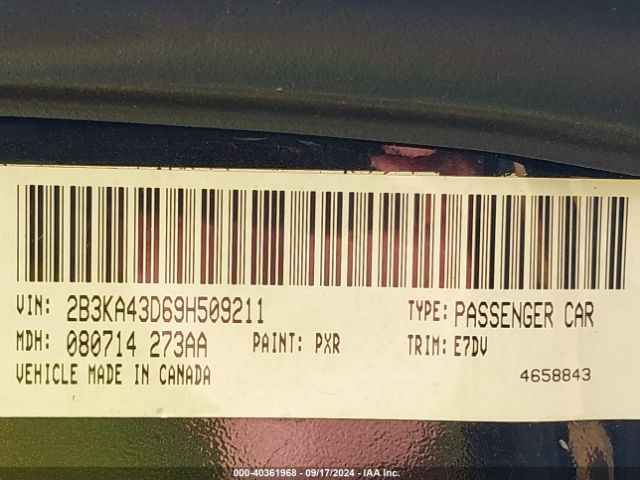 VIN: 2B3KA43D69H509211 TYPE: PASSENGER CAR
MDH: 080714 273AA PAINT: PXR TRIM: E7DV
VEHICLE MADE IN CANADA 4658843
000-40361968 - 09/17/2024 - IAA Inc.